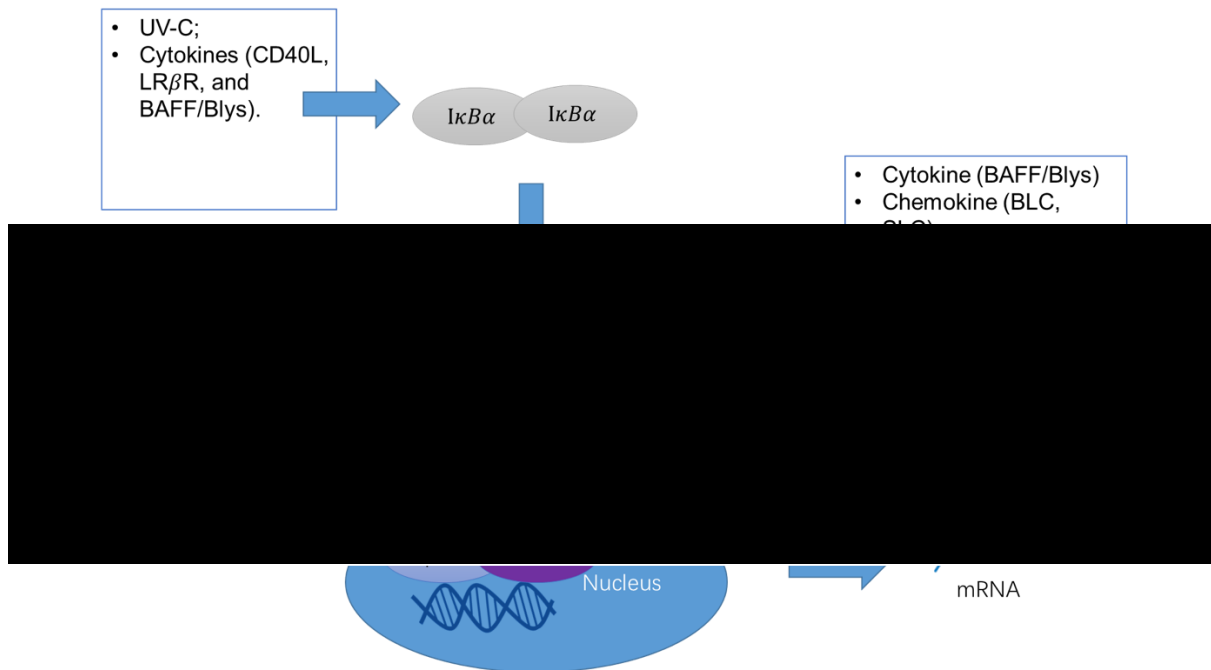 • UV-C;
• Cytokines (CD40L,
LRβR, and
BAFF/Blys).
IκBα
IκBα
• Cytokine (BAFF/Blys)
• Chemokine (BLC,
Nucleus
mRNA